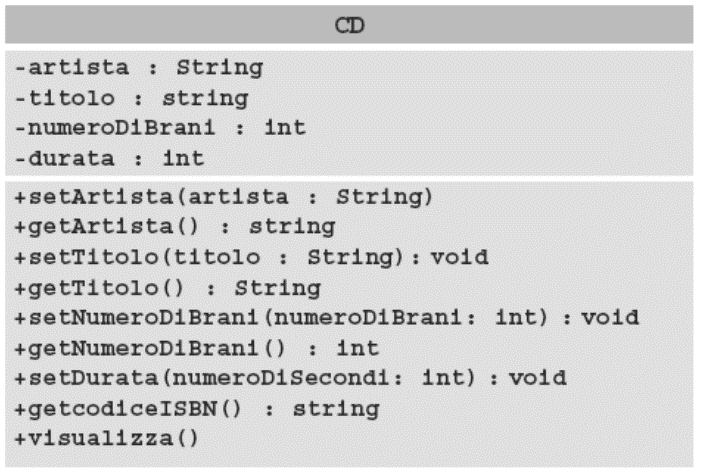 CD
-artista : String
-titolo : string
-numeroDiBrani : int
-durata : int
+setArtista(artista : String)
+getArtista() : string
+setTitolo(titolo : String): void
+getTitolo() : String
+setNumeroDiBrani(numeroDiBrani: int) : void
+getNumeroDiBrani() : int
+setDurata(numeroDiSecondi: int) : void
+getcodiceISBN() : string
+visualizza()